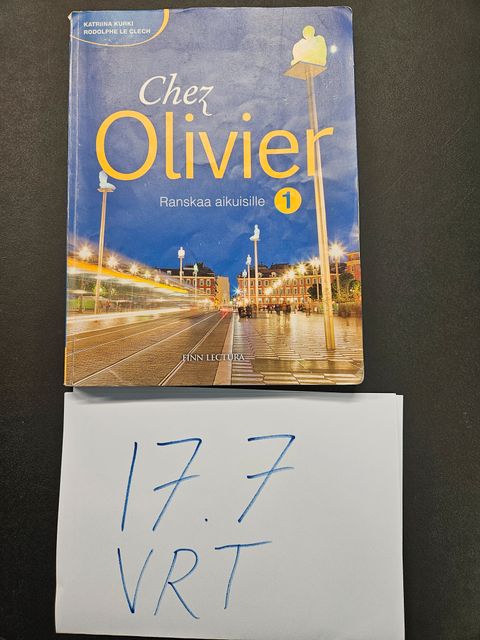 KATRIINA KURKI
RODOLPHE LE CLECH
Chez
Olivier
Ranskaa aikuisille 1
FINN LECTURA
17.7
VRT